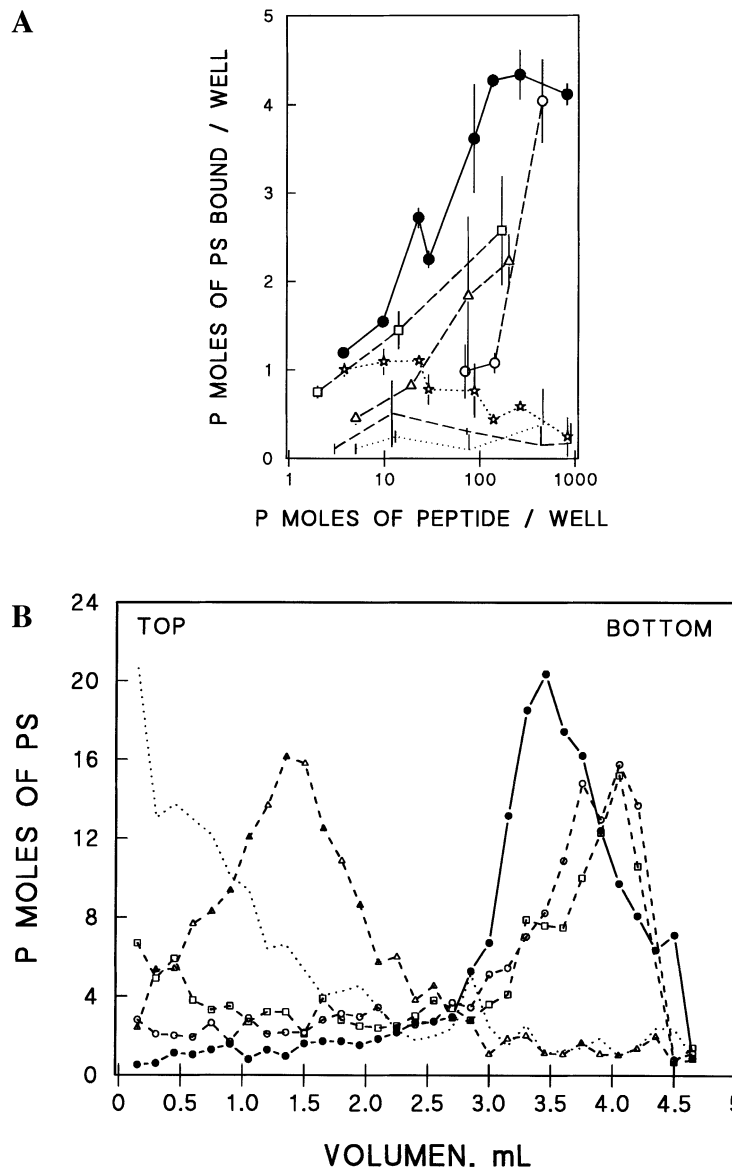 A
P MOLES OF PS BOUND / WELL
5
4
3
2
1
0
1 10 100 1000
P MOLES OF PEPTIDE / WELL
B
P MOLES OF PS
24
20
16
12
8
4
0
TOP BOTTOM
0 0.5 1.0 1.5 2.0 2.5 3.0 3.5 4.0 4.5 5
VOLUMEN. mL